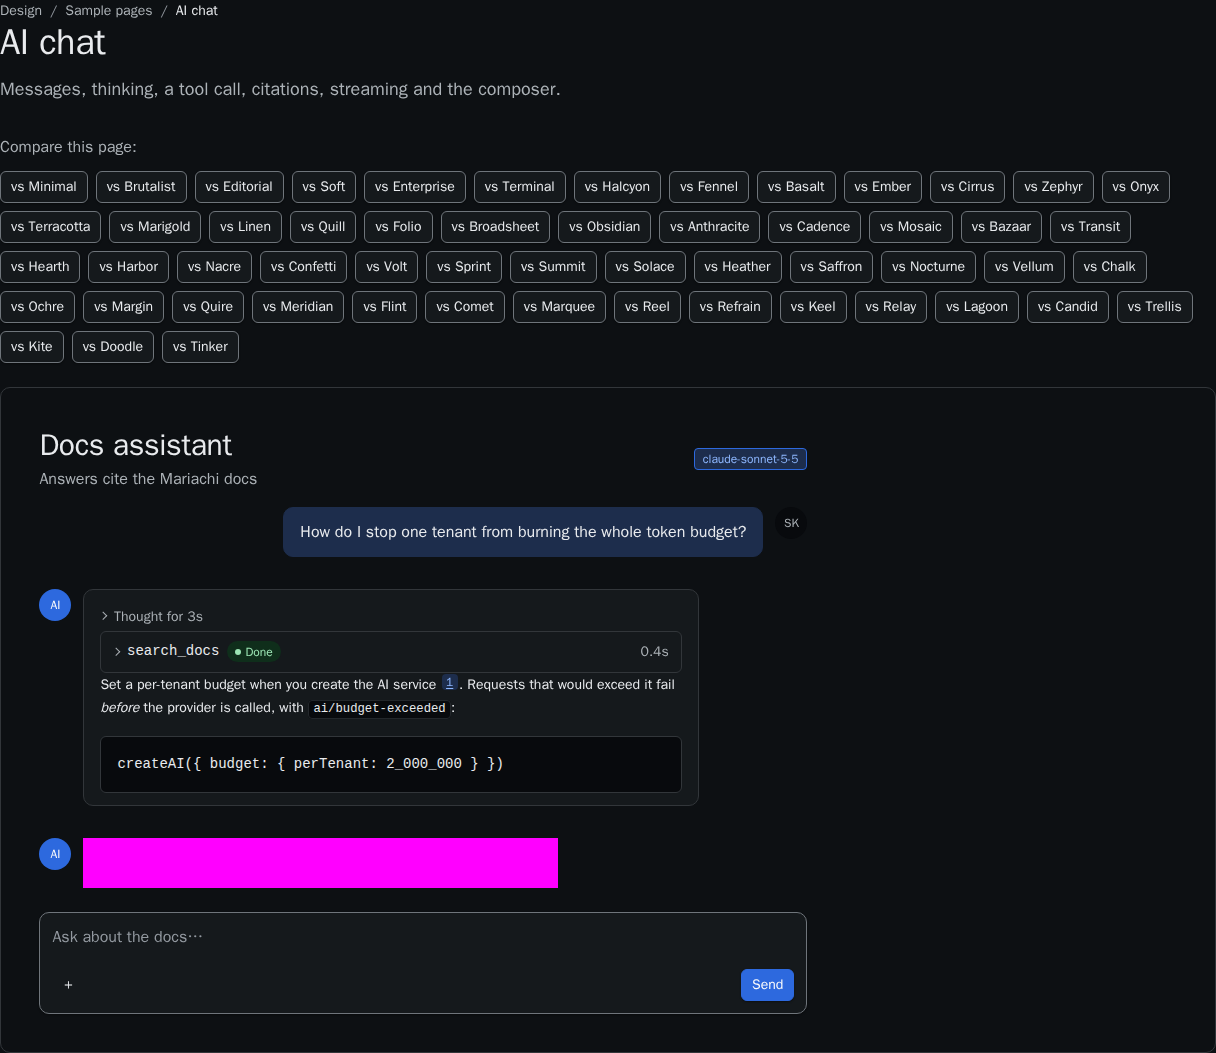 Design / Sample pages / AI chat
AI chat
Messages, thinking, a tool call, citations, streaming and the composer.
Compare this page:
vs Minimal vs Brutalist vs Editorial vs Soft vs Enterprise vs Terminal vs Halcyon vs Fennel vs Basalt vs Ember vs Cirrus vs Zephyr vs Onyx
vs Terracotta vs Marigold vs Linen vs Quill vs Folio vs Broadsheet vs Obsidian vs Anthracite vs Cadence vs Mosaic vs Bazaar vs Transit
vs Hearth vs Harbor vs Nacre vs Confetti vs Volt vs Sprint vs Summit vs Solace vs Heather vs Saffron vs Nocturne vs Vellum vs Chalk
vs Ochre vs Margin vs Quire vs Meridian vs Flint vs Comet vs Marquee vs Reel vs Refrain vs Keel vs Relay vs Lagoon vs Candid vs Trellis
vs Kite vs Doodle vs Tinker
Docs assistant
claude-sonnet-5-5
Answers cite the Mariachi docs
How do I stop one tenant from burning the whole token budget?
SK
AI
Thought for 3s
search_docs Done 0.4s
Set a per-tenant budget when you create the AI service 1. Requests that would exceed it fail
before the provider is called, with ai/budget-exceeded:
createAI({ budget: { perTenant: 2_000_000 } })
AI
Ask about the docs…
+ Send